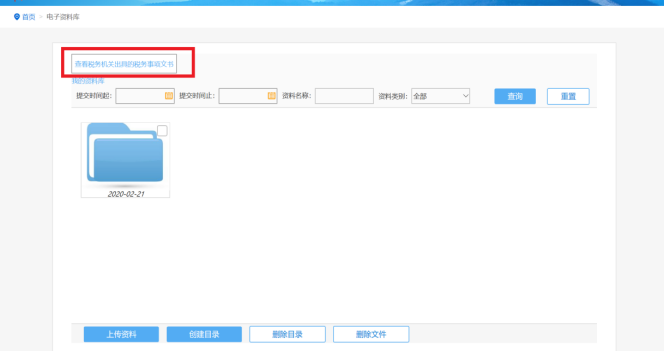 首页 > 电子资料库
查看税务机关出具的税务事项文书
我的资料库
提交时间起: 提交时间止: 资料名称: 资料类别: 全部 查询 重置
2020-02-21
上传资料 创建目录 删除目录 删除文件